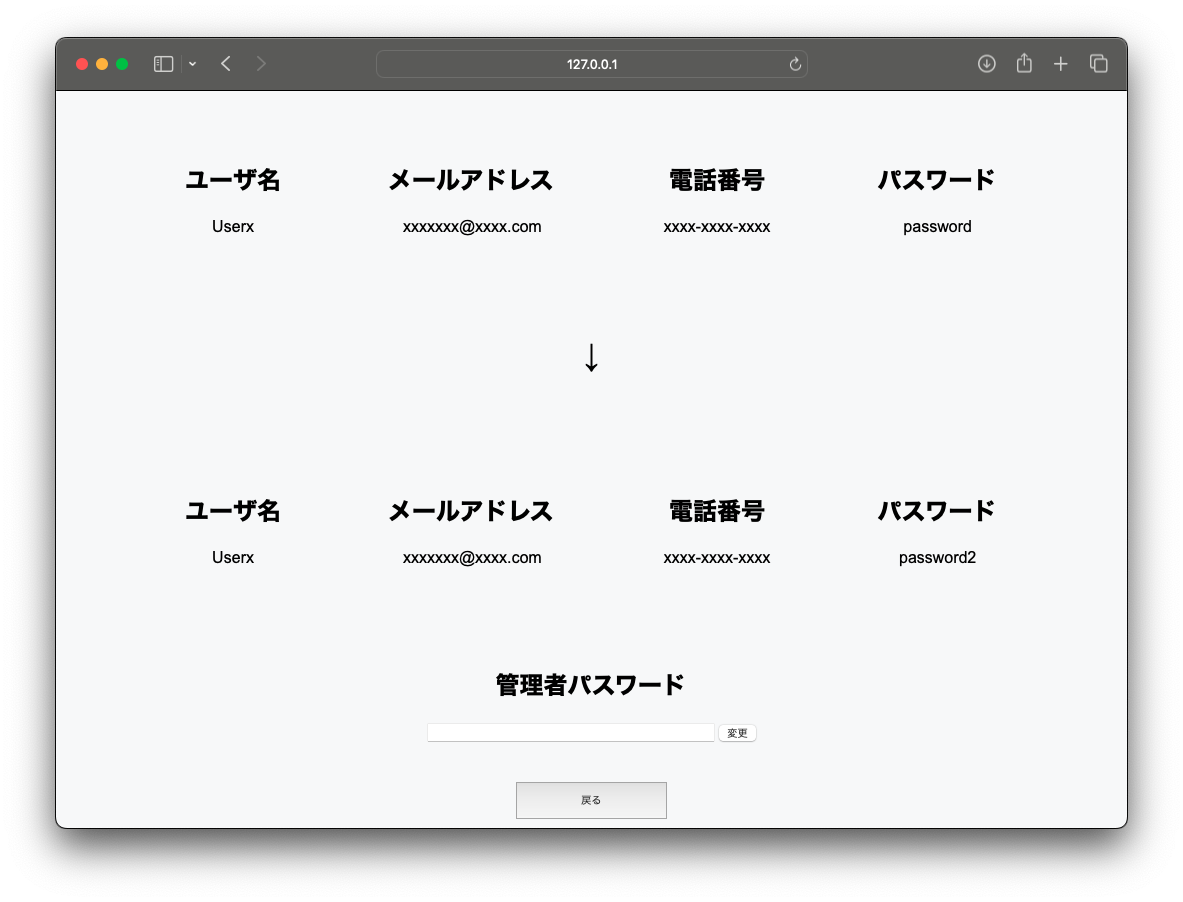 127.0.0.1
ユーザ名 メールアドレス 電話番号 パスワード
Userx xxxxxxx@xxxx.com xxxx-xxxx-xxxx password
↓
ユーザ名 メールアドレス 電話番号 パスワード
Userx xxxxxxx@xxxx.com xxxx-xxxx-xxxx password2
管理者パスワード
変更
戻る